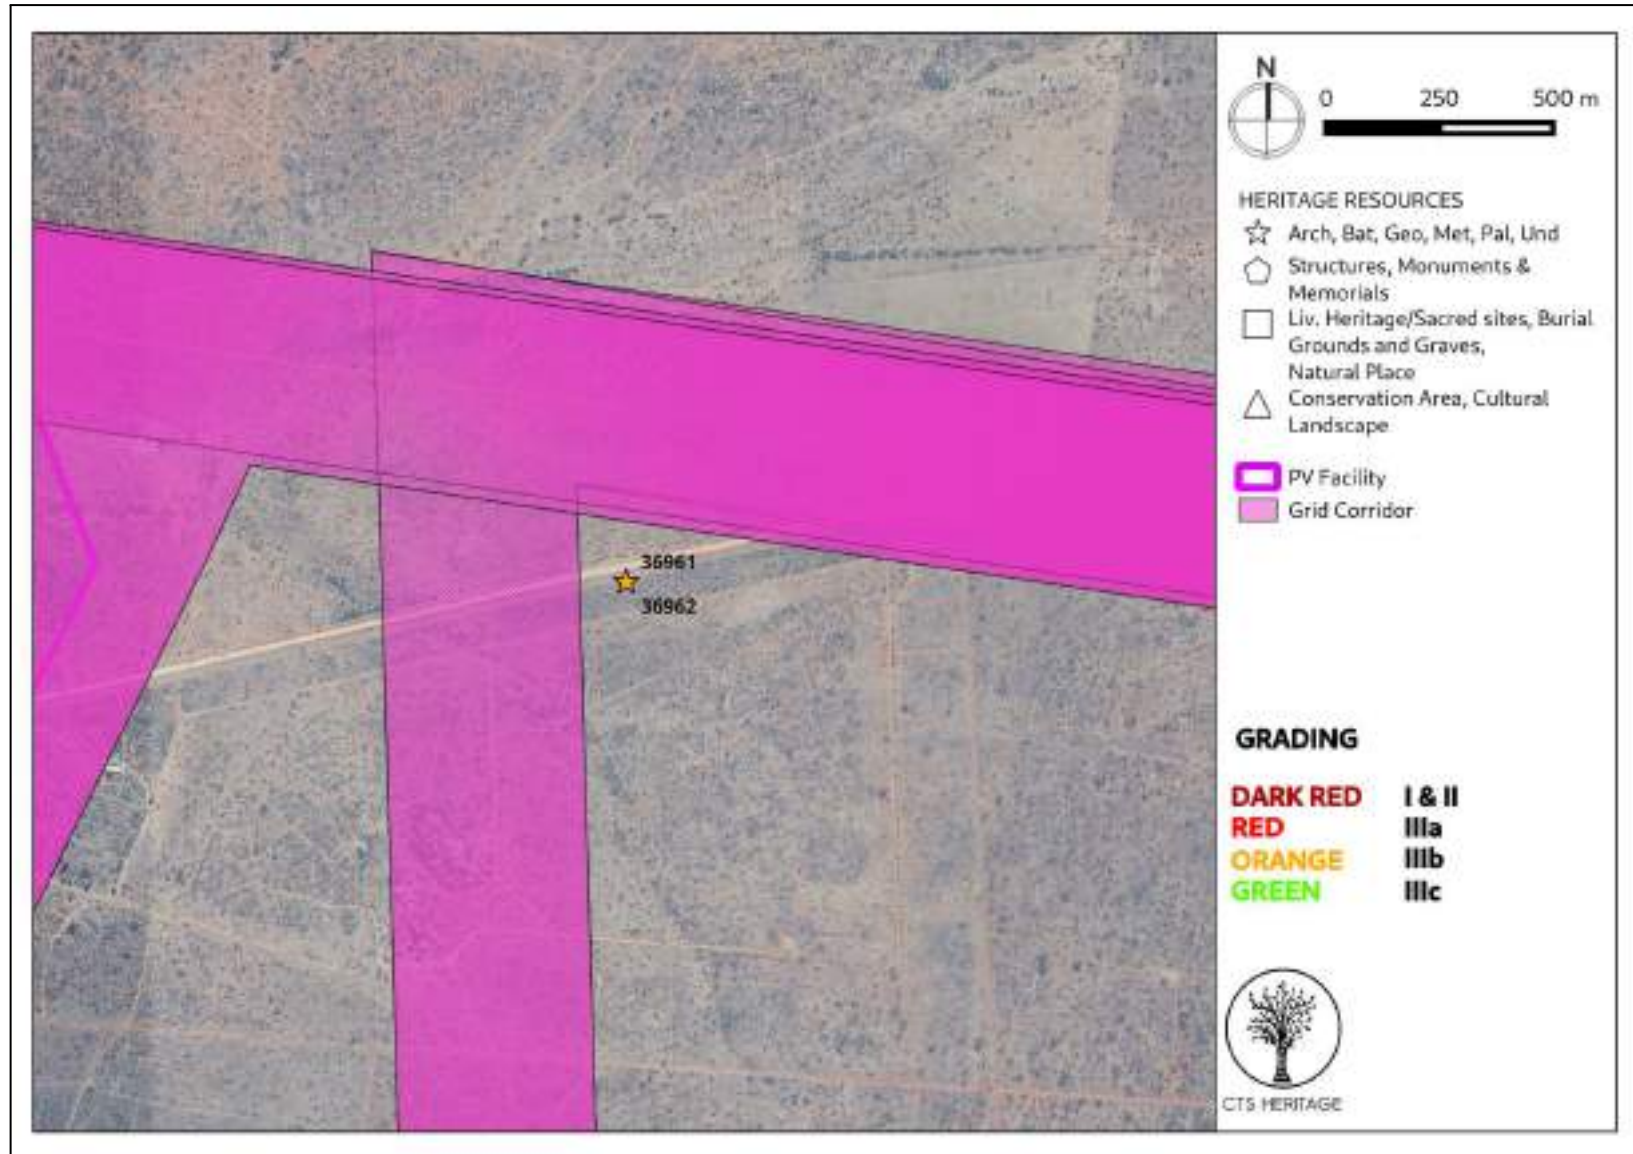 36961
36962
N
0 250 500 m
HERITAGE RESOURCES
Arch, Bat, Geo, Met, Pal, Und
Structures, Monuments &
Memorials
Liv. Heritage/Sacred sites, Burial
Grounds and Graves,
Natural Place
Conservation Area, Cultural
Landscape
PV Facility
Grid Corridor
GRADING
DARK RED I & II
RED IIIa
ORANGE IIIb
GREEN IIIc
CTS HERITAGE